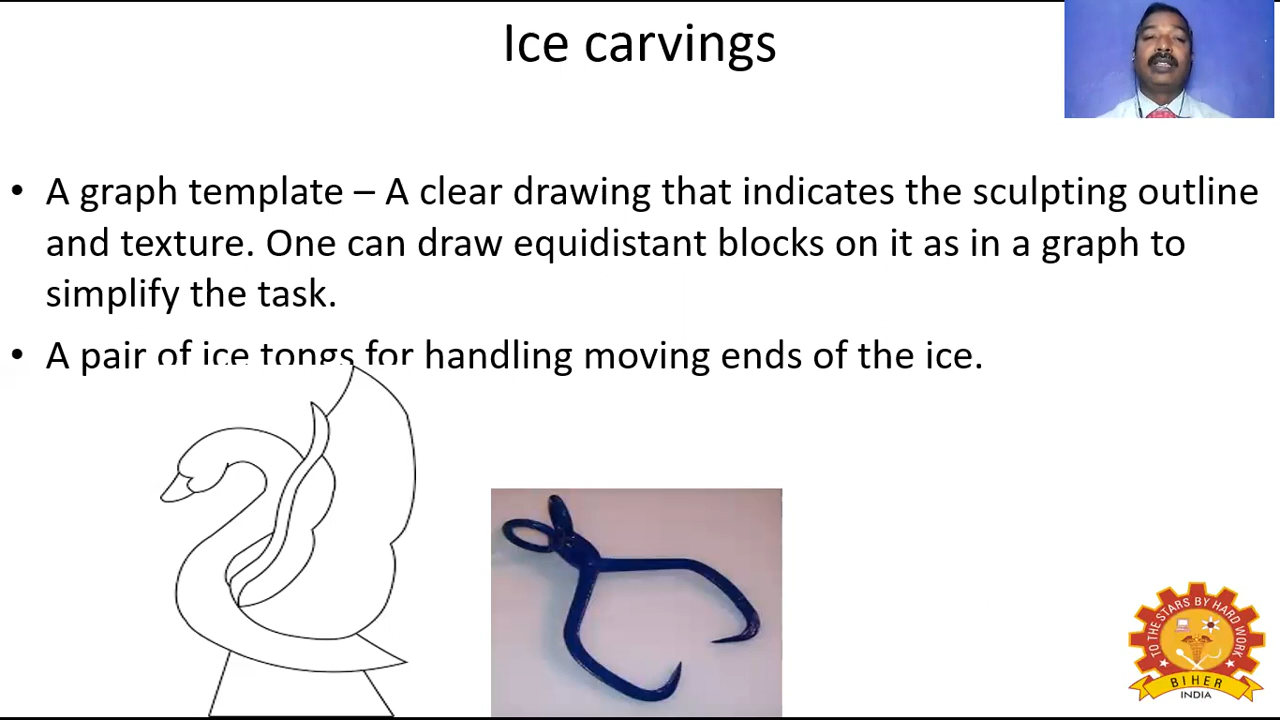 Ice carvings
• A graph template – A clear drawing that indicates the sculpting outline
and texture. One can draw equidistant blocks on it as in a graph to
simplify the task.
• A pair of ice tongs for handling moving ends of the ice.
TO THE STARS BY HARD WORK
BIHER
INDIA